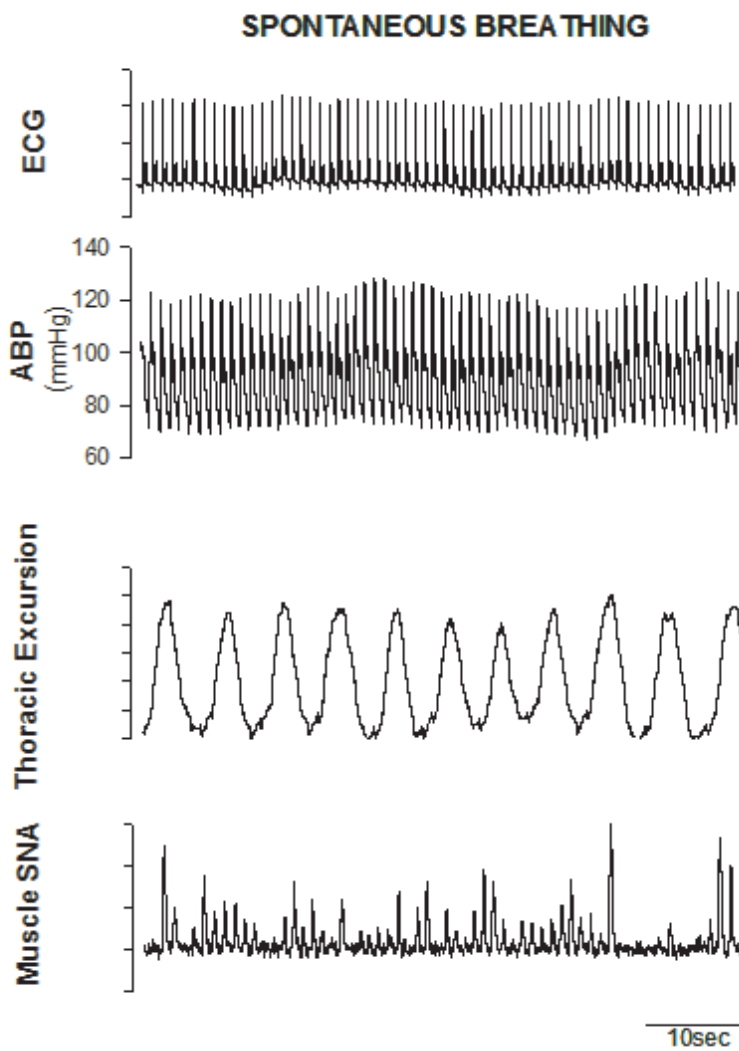 SPONTANEOUS BREATHING
ECG
ABP
(mmHg)
140
120
100
80
60
Thoracic Excursion
Muscle SNA
10sec